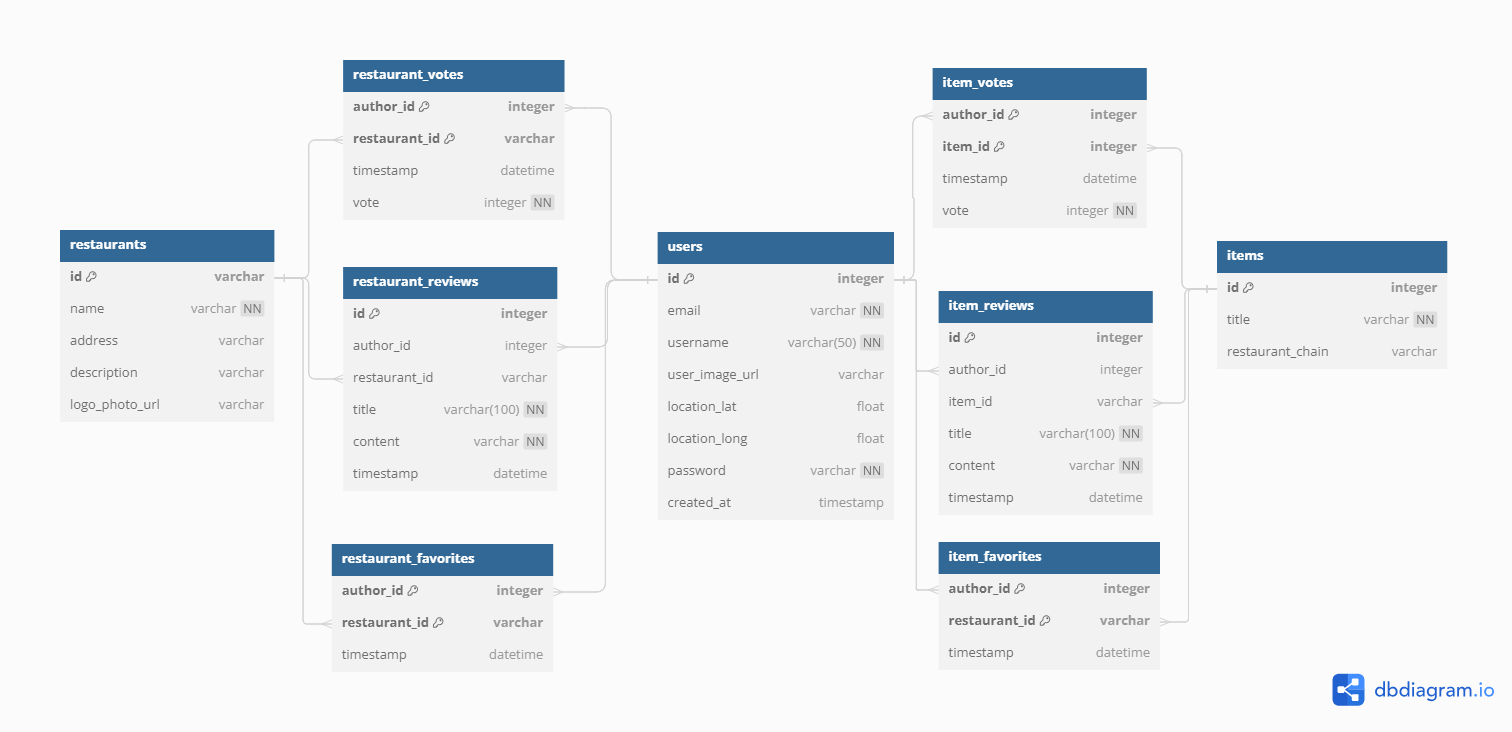 restaurant_votes
author_id integer
restaurant_id varchar
timestamp datetime
vote integer NN
restaurants
id varchar
name varchar NN
address varchar
description varchar
logo_photo_url varchar
restaurant_reviews
id integer
author_id integer
restaurant_id varchar
title varchar(100) NN
content varchar NN
timestamp datetime
restaurant_favorites
author_id integer
restaurant_id varchar
timestamp datetime
users
id integer
email varchar NN
username varchar(50) NN
user_image_url varchar
location_lat float
location_long float
password varchar NN
created_at timestamp
item_votes
author_id integer
item_id integer
timestamp datetime
vote integer NN
item_reviews
id integer
author_id integer
item_id varchar
title varchar(100) NN
content varchar NN
timestamp datetime
item_favorites
author_id integer
restaurant_id varchar
timestamp datetime
items
id integer
title varchar NN
restaurant_chain varchar
dbdiagram.io